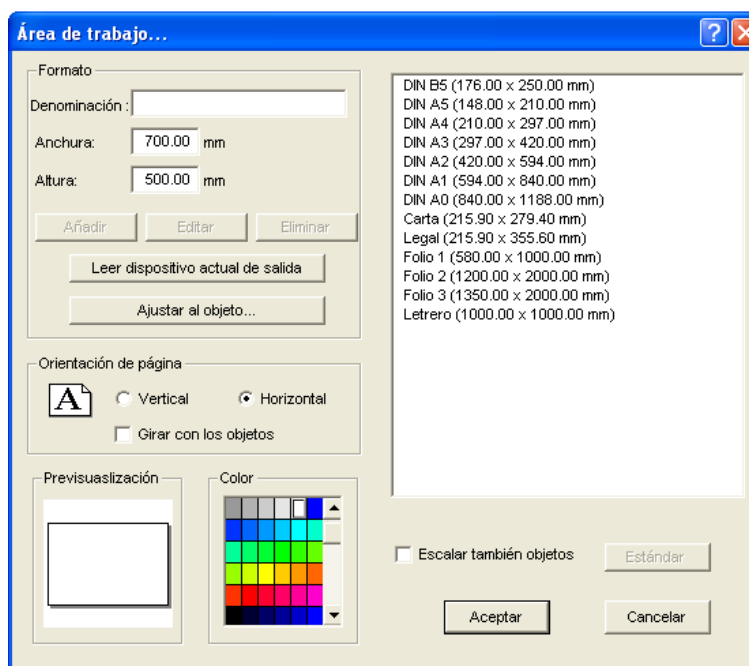 Área de trabajo...
Formato
Denominación :
Anchura: 700.00 mm
Altura: 500.00 mm
Añadir Editar Eliminar
Leer dispositivo actual de salida
Ajustar al objeto...
Orientación de página
A Vertical Horizontal
Girar con los objetos
Previsuaslización
Color
DIN B5 (176.00 x 250.00 mm)
DIN A5 (148.00 x 210.00 mm)
DIN A4 (210.00 x 297.00 mm)
DIN A3 (297.00 x 420.00 mm)
DIN A2 (420.00 x 594.00 mm)
DIN A1 (594.00 x 840.00 mm)
DIN A0 (840.00 x 1188.00 mm)
Carta (215.90 x 279.40 mm)
Legal (215.90 x 355.60 mm)
Folio 1 (580.00 x 1000.00 mm)
Folio 2 (1200.00 x 2000.00 mm)
Folio 3 (1350.00 x 2000.00 mm)
Letrero (1000.00 x 1000.00 mm)
Escalar también objetos Estándar
Aceptar Cancelar